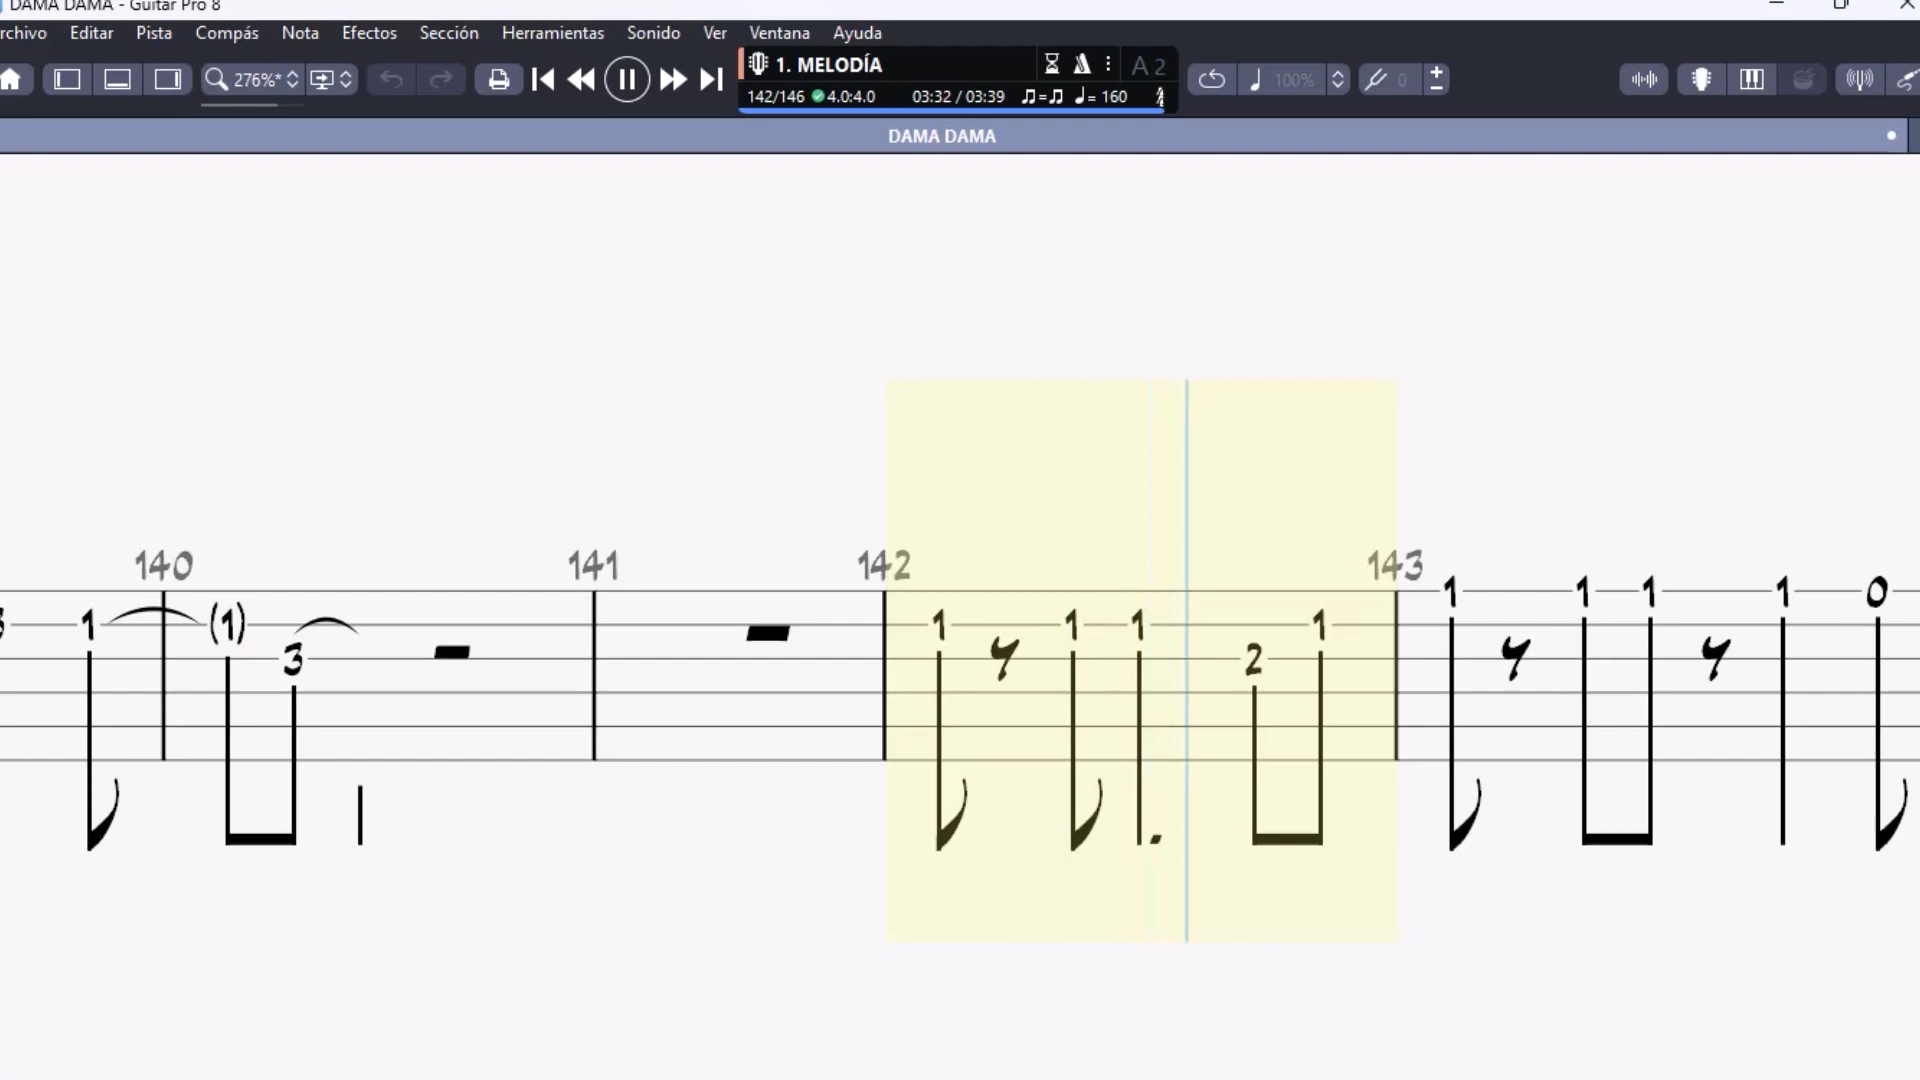 DAMA DAMA - Guitar Pro 8
rchivo Editar Pista Compás Nota Efectos Sección Herramientas Sonido Ver Ventana Ayuda
276%* 1. MELODÍA A 2 100% 0
142/146 4.0:4.0 03:32 / 03:39 ♫=♫ ♩= 160
DAMA DAMA
140 141 142 143
1 1 1 1 0
1 (1) 1 1 1 1
3 2